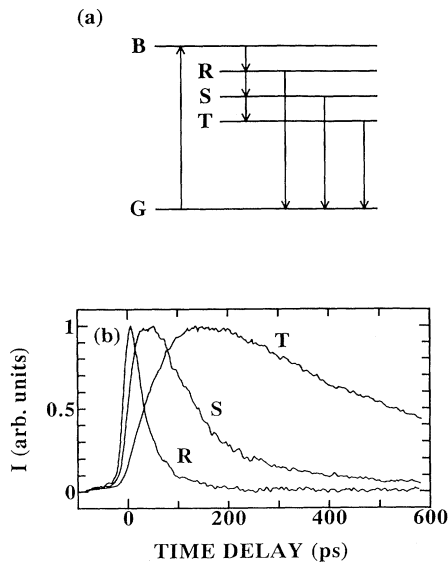 (a)
B
R
S
T
G
(b)
I (arb. units)
1
0.5
0
T
S
R
0 200 400 600
TIME DELAY (ps)